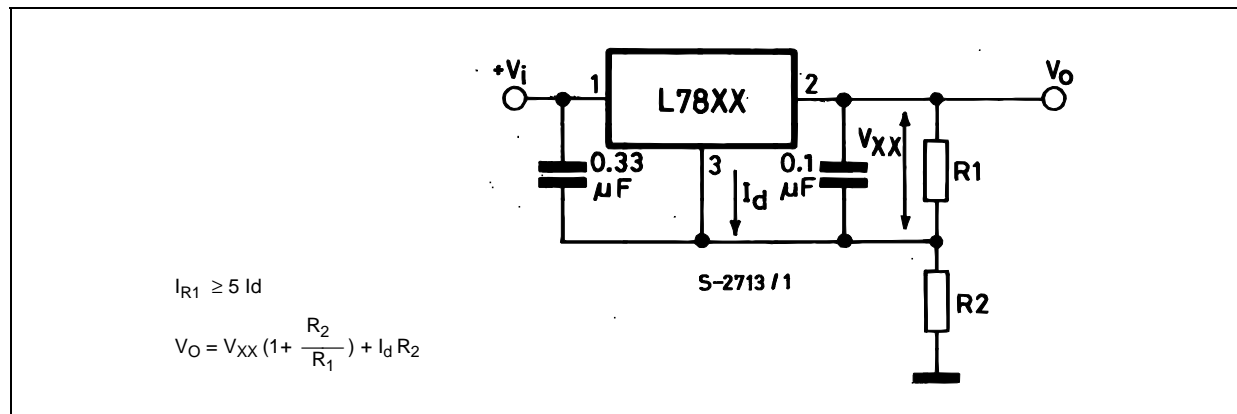 +Vi
1
L78XX
2
Vo
0.33
µF
3
Id
0.1
µF
VXX
R1
S-2713/1
R2
IR1 ≥ 5 Id
VO = VXX (1+ R2/R1) + Id R2